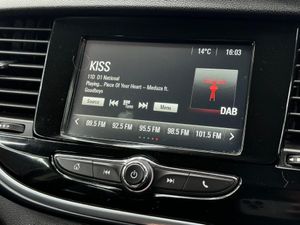 14°C 16:03
KISS
11D D1 National
Playing.. Piece Of Your Heart - Meduza ft.
Goodboys
Source
Menu
DAB
89.5 FM 92.5 FM 95.5 FM 98.5 FM 101.5 FM